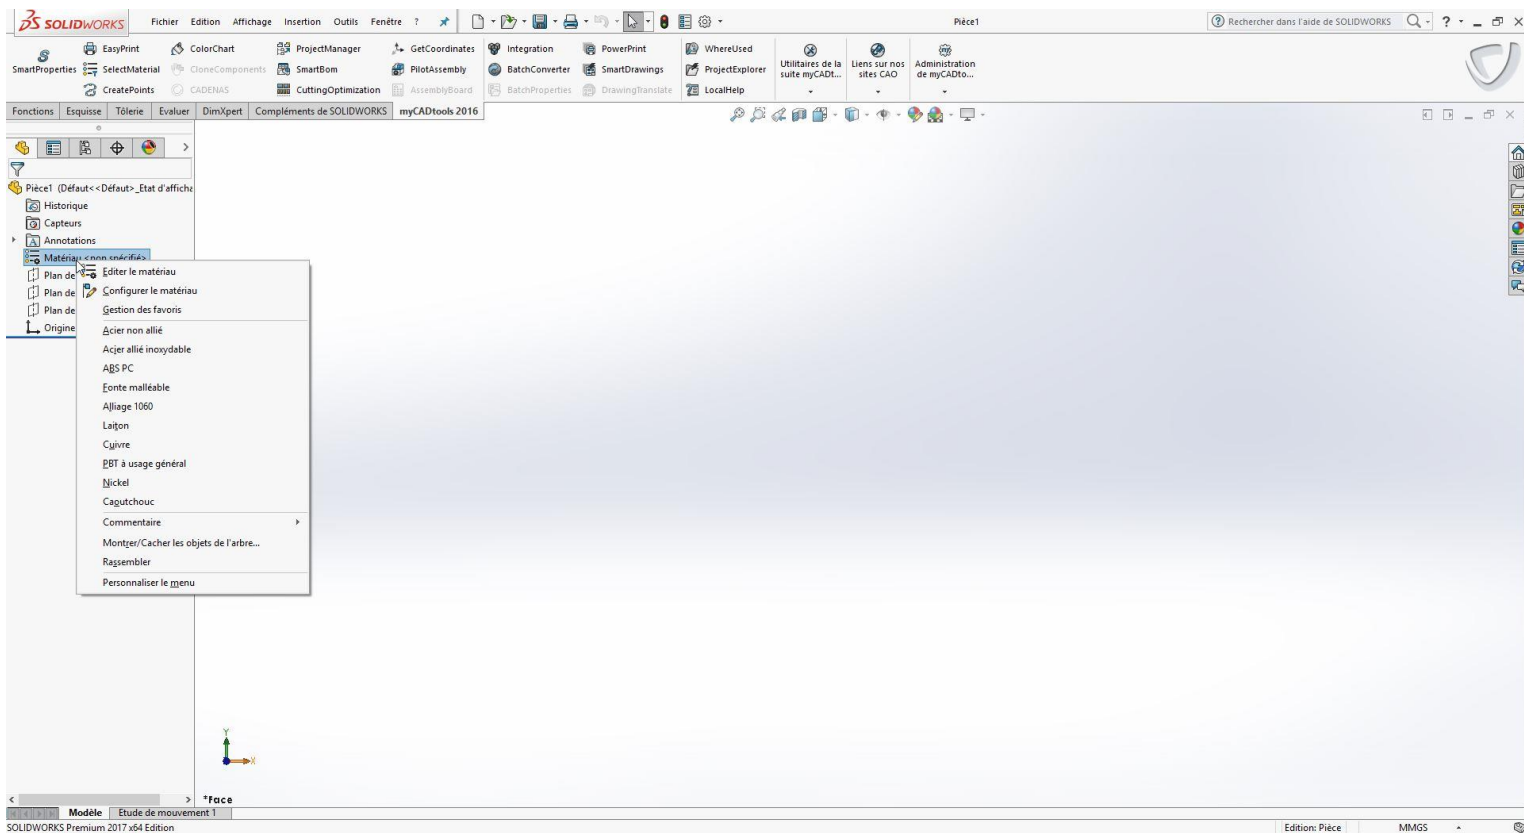 SOLIDWORKS
Fichier Edition Affichage Insertion Outils Fenêtre ?
Pièce1
Rechercher dans l'aide de SOLIDWORKS
?
SmartProperties
EasyPrint
SelectMaterial
CreatePoints
ColorChart
CloneComponents
CADENAS
ProjectManager
SmartBom
CuttingOptimization
GetCoordinates
PilotAssembly
AssemblyBoard
Integration
BatchConverter
BatchProperties
PowerPrint
SmartDrawings
DrawingTranslate
WhereUsed
ProjectExplorer
LocalHelp
Utilitaires de la
suite myCADt...
Liens sur nos
sites CAO
Administration
de myCADto...
Fonctions Esquisse Tôlerie Evaluer DimXpert Compléments de SOLIDWORKS myCADtools 2016
Pièce1 (Défaut<<Défaut>_Etat d'afficha
Historique
Capteurs
Annotations
Matériau <non spécifié>
Plan de
Plan de
Plan de
Origine
Editer le matériau
Configurer le matériau
Gestion des favoris
Acier non allié
Acier allié inoxydable
ABS PC
Fonte malléable
Alliage 1060
Laiton
Cuivre
PBT à usage général
Nickel
Caoutchouc
Commentaire
Montrer/Cacher les objets de l'arbre...
Rassembler
Personnaliser le menu
Y
X
*Face
Modèle Etude de mouvement 1
SOLIDWORKS Premium 2017 x64 Edition
Edition: Pièce
MMGS